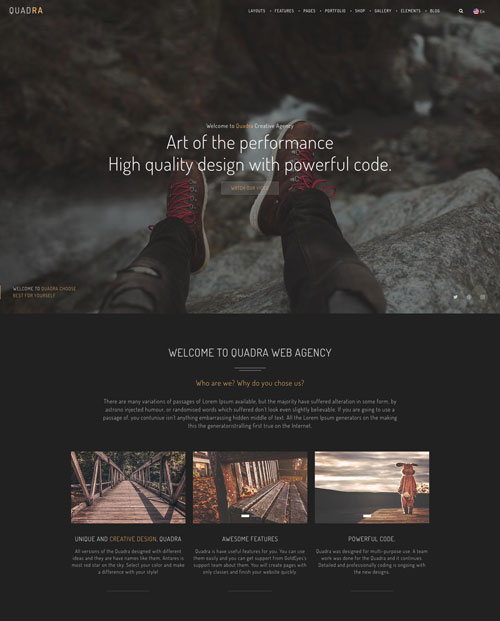 QUADRA
LAYOUTS • FEATURES • PAGES • PORTFOLIO • SHOP • GALLERY • ELEMENTS • BLOG
En
Welcome to Quadra Creative Agency
Art of the performance
High quality design with powerful code.
WATCH OUR
WELCOME TO QUADRA CHOOSE
BEST FOR YOURSELF
WELCOME TO QUADRA WEB AGENCY
Who are we? Why do you chose us?
There are many variations of passages of Lorem Ipsum available, but the majority have suffered alteration in some form, by
astrono injected humour, or randomised words which suffered don't look even slightly believable. If you are going to use a
passage of, you contunue isn't anything embarrassing hidden middle of text. All the Lorem Ipsum generators on the making
this the generatorstralling first true on the Internet.
UNIQUE AND CREATIVE DESIGN, QUADRA
All versions of the Quadra designed with different
ideas and they are have names like them. Antares is
most red star on the sky. Select your color and make
a difference with your style!
AWESOME FEATURES
Quadra is have useful features for you. You can use
them easily and you can get support from GoldEyes's
support team about them. You will create pages with
only classes and finish your website quickly.
POWERFUL CODE,
Quadra was designed for multi-purpose use. A team
work was done for the Quadra and it continues.
Detailed and professionally coding is ongoing with
the new designs.